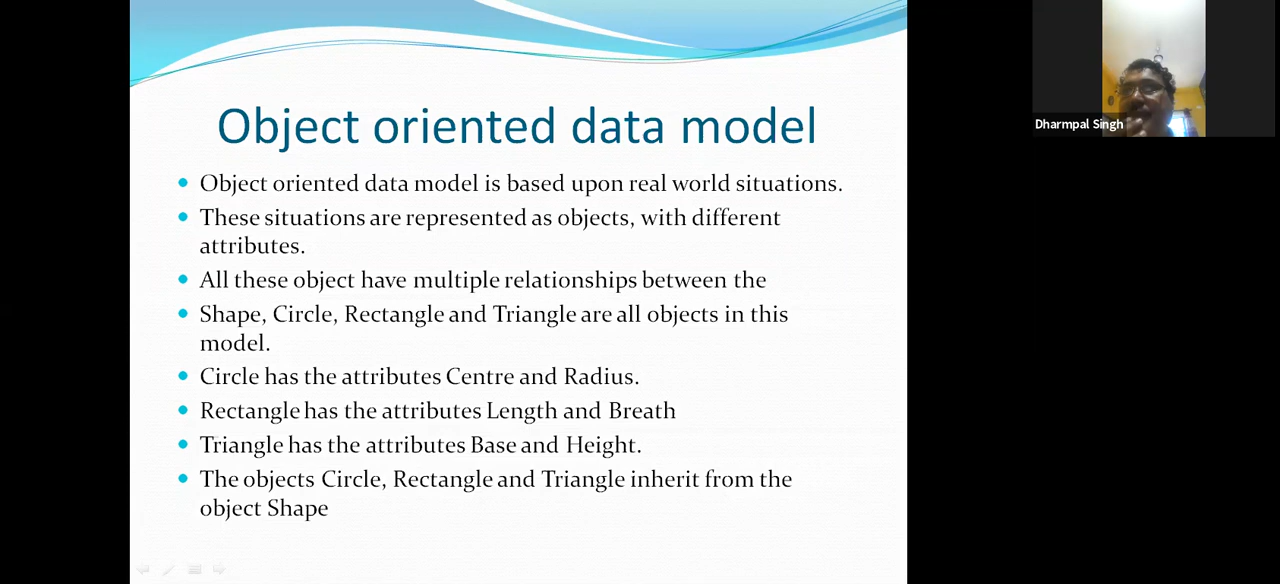 Object oriented data model
Object oriented data model is based upon real world situations.
These situations are represented as objects, with different
attributes.
All these object have multiple relationships between the
Shape, Circle, Rectangle and Triangle are all objects in this
model.
Circle has the attributes Centre and Radius.
Rectangle has the attributes Length and Breath
Triangle has the attributes Base and Height.
The objects Circle, Rectangle and Triangle inherit from the
object Shape
Dharmpal Singh